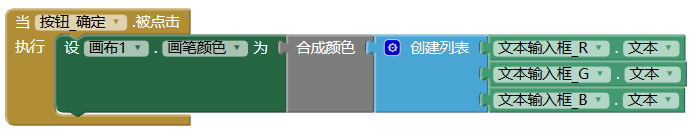 当 按钮_确定 .被点击
执行 设 画布1 . 画笔颜色 为 合成颜色 创建列表 文本输入框_R . 文本
文本输入框_G . 文本
文本输入框_B . 文本